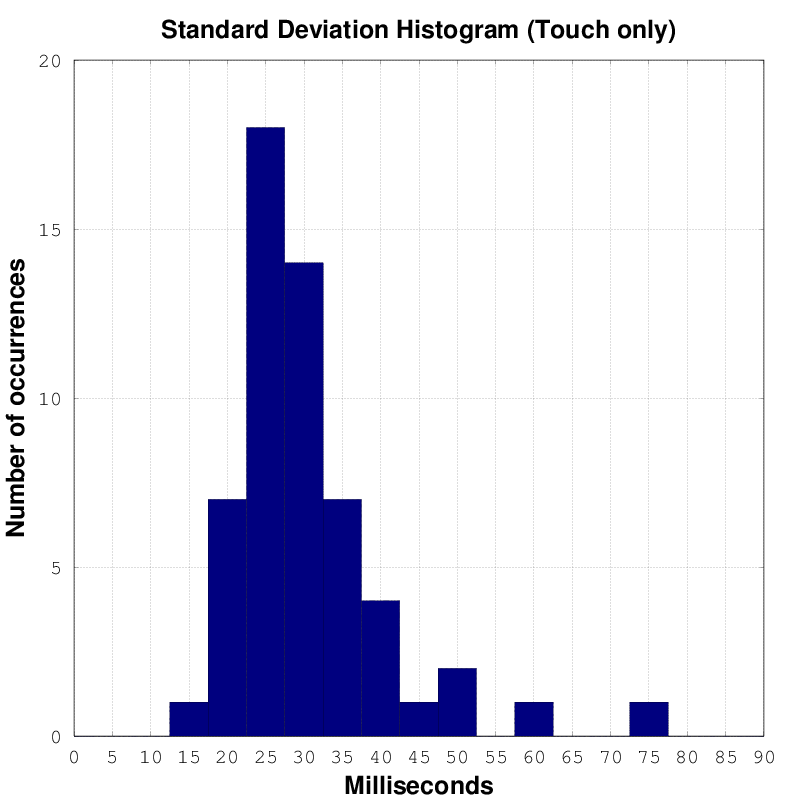 Standard Deviation Histogram (Touch only)
20
15
10
5
0
Number of occurrences
0 5 10 15 20 25 30 35 40 45 50 55 60 65 70 75 80 85 90
Milliseconds